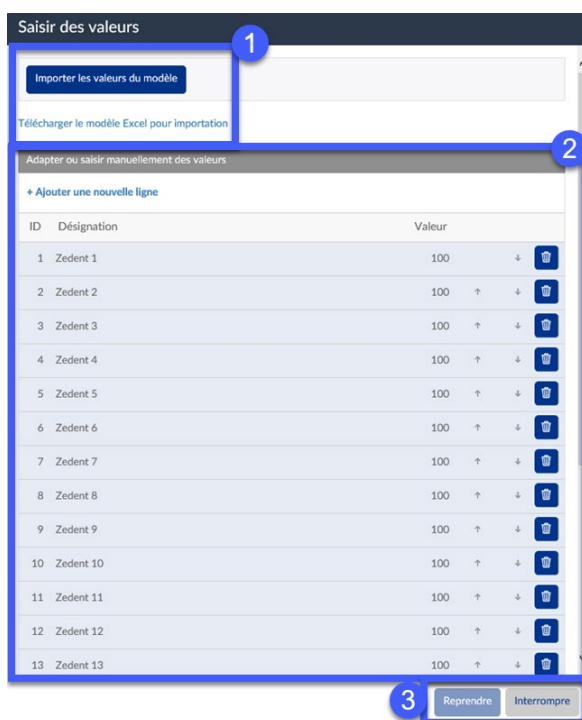 Saisir des valeurs
1
Importer les valeurs du modèle
Télécharger le modèle Excel pour importation
2
Adapter ou saisir manuellement des valeurs
+ Ajouter une nouvelle ligne
ID Désignation Valeur
1 Zedent 1 100
2 Zedent 2 100
3 Zedent 3 100
4 Zedent 4 100
5 Zedent 5 100
6 Zedent 6 100
7 Zedent 7 100
8 Zedent 8 100
9 Zedent 9 100
10 Zedent 10 100
11 Zedent 11 100
12 Zedent 12 100
13 Zedent 13 100
3
Reprendre Interrompre